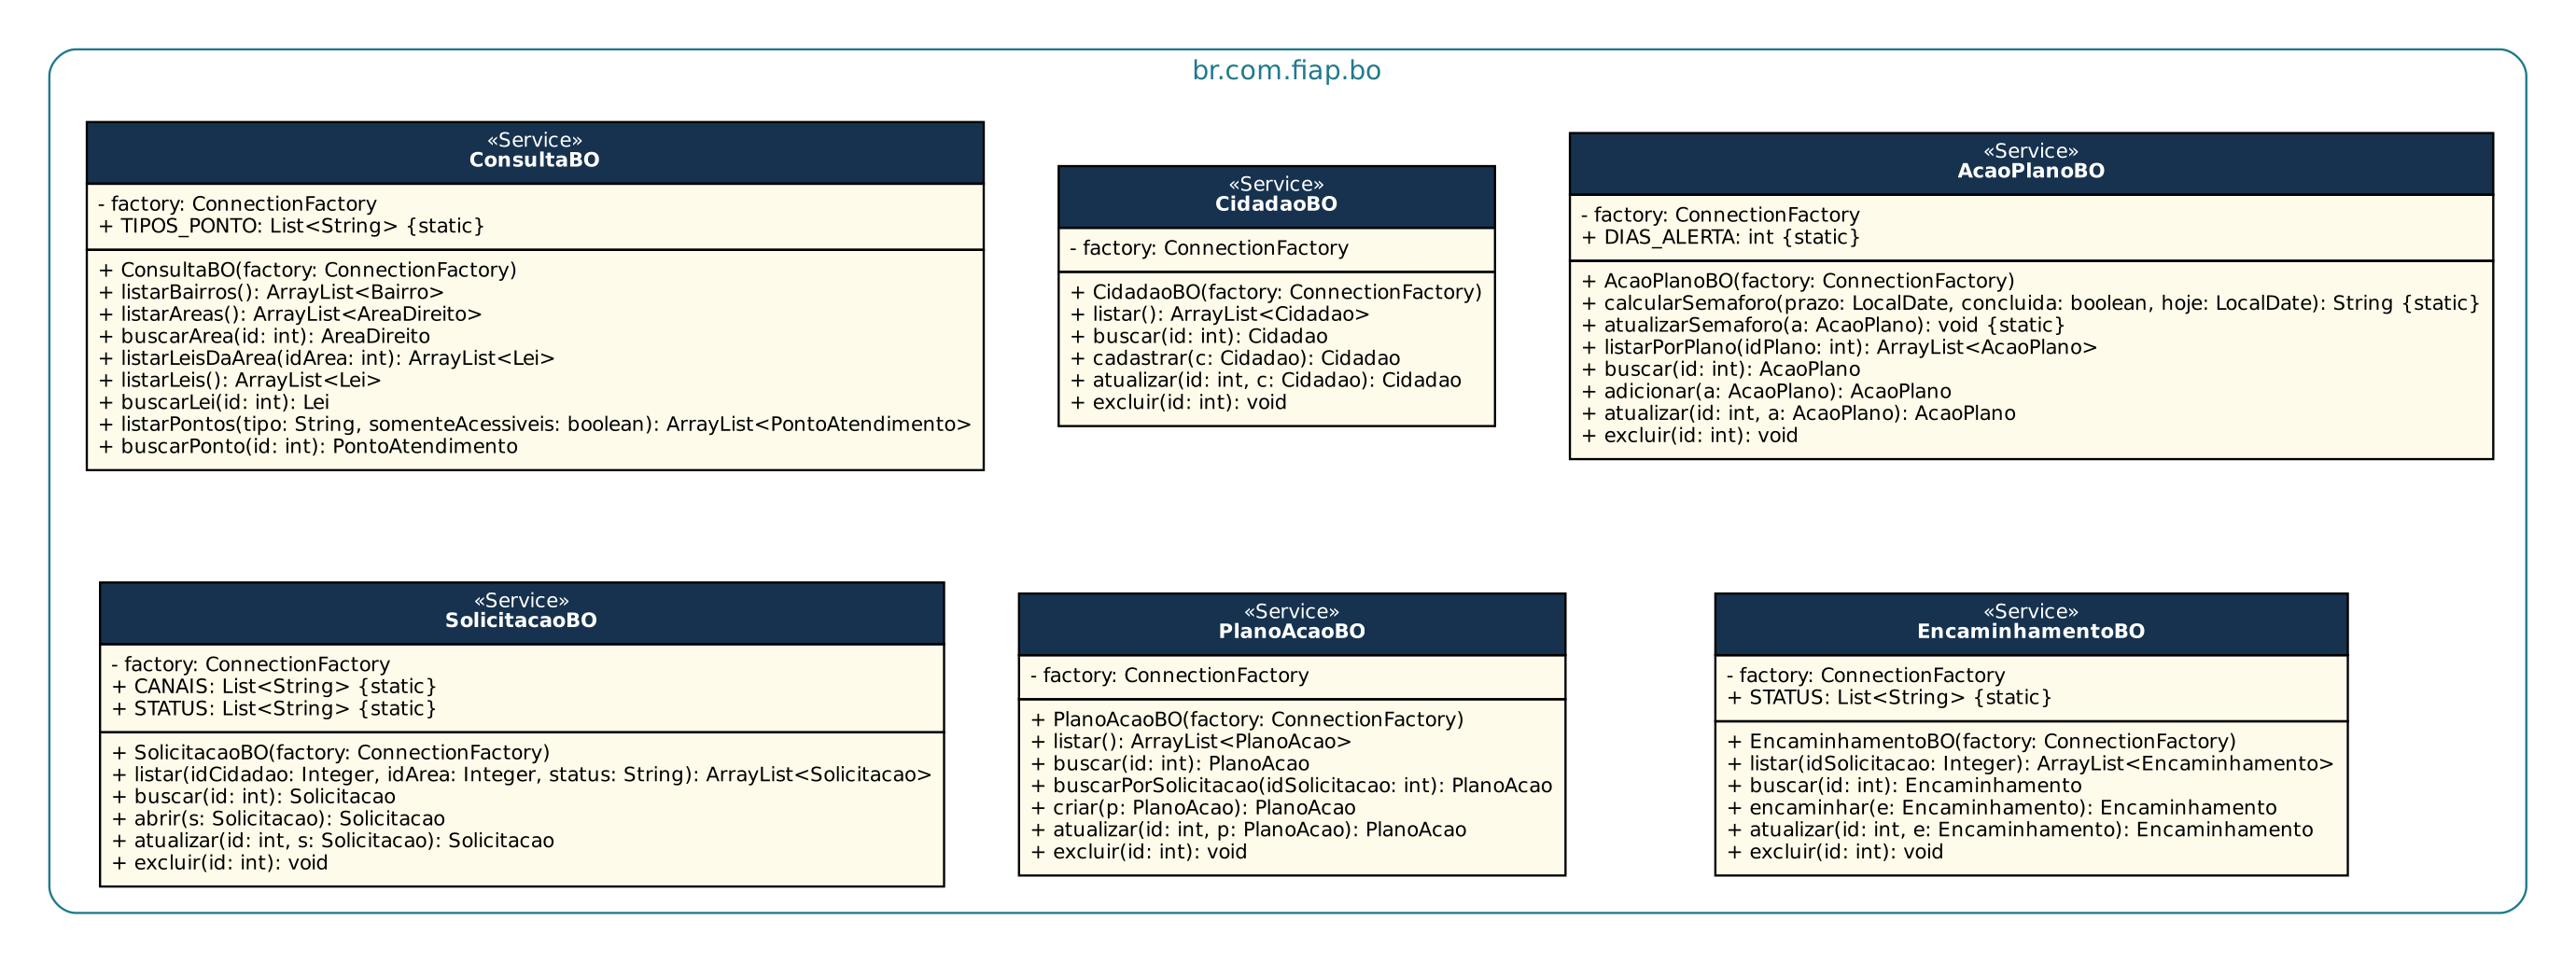 br.com.fiap.bo
«Service»
ConsultaBO
- factory: ConnectionFactory
+ TIPOS_PONTO: List<String> {static}
+ ConsultaBO(factory: ConnectionFactory)
+ listarBairros(): ArrayList<Bairro>
+ listarAreas(): ArrayList<AreaDireito>
+ buscarArea(id: int): AreaDireito
+ listarLeisDaArea(idArea: int): ArrayList<Lei>
+ listarLeis(): ArrayList<Lei>
+ buscarLei(id: int): Lei
+ listarPontos(tipo: String, somenteAcessiveis: boolean): ArrayList<PontoAtendimento>
+ buscarPonto(id: int): PontoAtendimento
«Service»
CidadaoBO
- factory: ConnectionFactory
+ CidadaoBO(factory: ConnectionFactory)
+ listar(): ArrayList<Cidadao>
+ buscar(id: int): Cidadao
+ cadastrar(c: Cidadao): Cidadao
+ atualizar(id: int, c: Cidadao): Cidadao
+ excluir(id: int): void
«Service»
AcaoPlanoBO
- factory: ConnectionFactory
+ DIAS_ALERTA: int {static}
+ AcaoPlanoBO(factory: ConnectionFactory)
+ calcularSemaforo(prazo: LocalDate, concluida: boolean, hoje: LocalDate): String {static}
+ atualizarSemaforo(a: AcaoPlano): void {static}
+ listarPorPlano(idPlano: int): ArrayList<AcaoPlano>
+ buscar(id: int): AcaoPlano
+ adicionar(a: AcaoPlano): AcaoPlano
+ atualizar(id: int, a: AcaoPlano): AcaoPlano
+ excluir(id: int): void
«Service»
SolicitacaoBO
- factory: ConnectionFactory
+ CANAIS: List<String> {static}
+ STATUS: List<String> {static}
+ SolicitacaoBO(factory: ConnectionFactory)
+ listar(idCidadao: Integer, idArea: Integer, status: String): ArrayList<Solicitacao>
+ buscar(id: int): Solicitacao
+ abrir(s: Solicitacao): Solicitacao
+ atualizar(id: int, s: Solicitacao): Solicitacao
+ excluir(id: int): void
«Service»
PlanoAcaoBO
- factory: ConnectionFactory
+ PlanoAcaoBO(factory: ConnectionFactory)
+ listar(): ArrayList<PlanoAcao>
+ buscar(id: int): PlanoAcao
+ buscarPorSolicitacao(idSolicitacao: int): PlanoAcao
+ criar(p: PlanoAcao): PlanoAcao
+ atualizar(id: int, p: PlanoAcao): PlanoAcao
+ excluir(id: int): void
«Service»
EncaminhamentoBO
- factory: ConnectionFactory
+ STATUS: List<String> {static}
+ EncaminhamentoBO(factory: ConnectionFactory)
+ listar(idSolicitacao: Integer): ArrayList<Encaminhamento>
+ buscar(id: int): Encaminhamento
+ encaminhar(e: Encaminhamento): Encaminhamento
+ atualizar(id: int, e: Encaminhamento): Encaminhamento
+ excluir(id: int): void